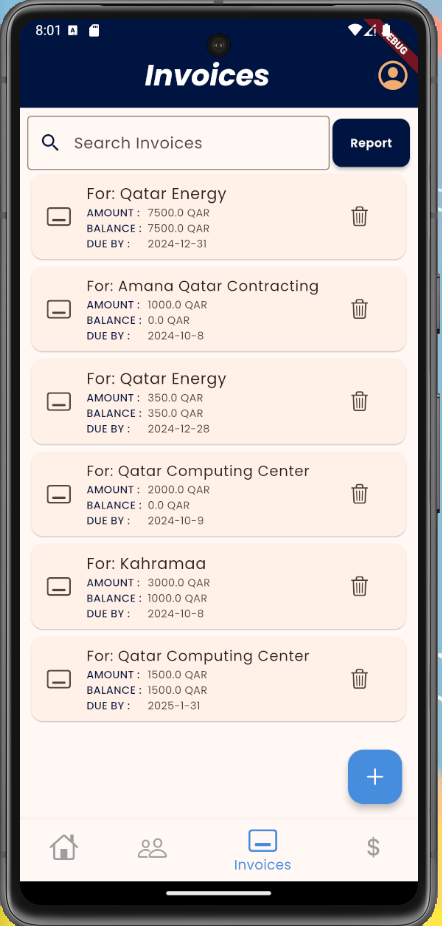 8:01
DEBUG
Invoices
Search Invoices
Report
For: Qatar Energy
AMOUNT : 7500.0 QAR
BALANCE : 7500.0 QAR
DUE BY : 2024-12-31
For: Amana Qatar Contracting
AMOUNT : 1000.0 QAR
BALANCE : 0.0 QAR
DUE BY : 2024-10-8
For: Qatar Energy
AMOUNT : 350.0 QAR
BALANCE : 350.0 QAR
DUE BY : 2024-12-28
For: Qatar Computing Center
AMOUNT : 2000.0 QAR
BALANCE : 0.0 QAR
DUE BY : 2024-10-9
For: Kahramaa
AMOUNT : 3000.0 QAR
BALANCE : 1000.0 QAR
DUE BY : 2024-10-8
For: Qatar Computing Center
AMOUNT : 1500.0 QAR
BALANCE : 1500.0 QAR
DUE BY : 2025-1-31
+
Invoices
$